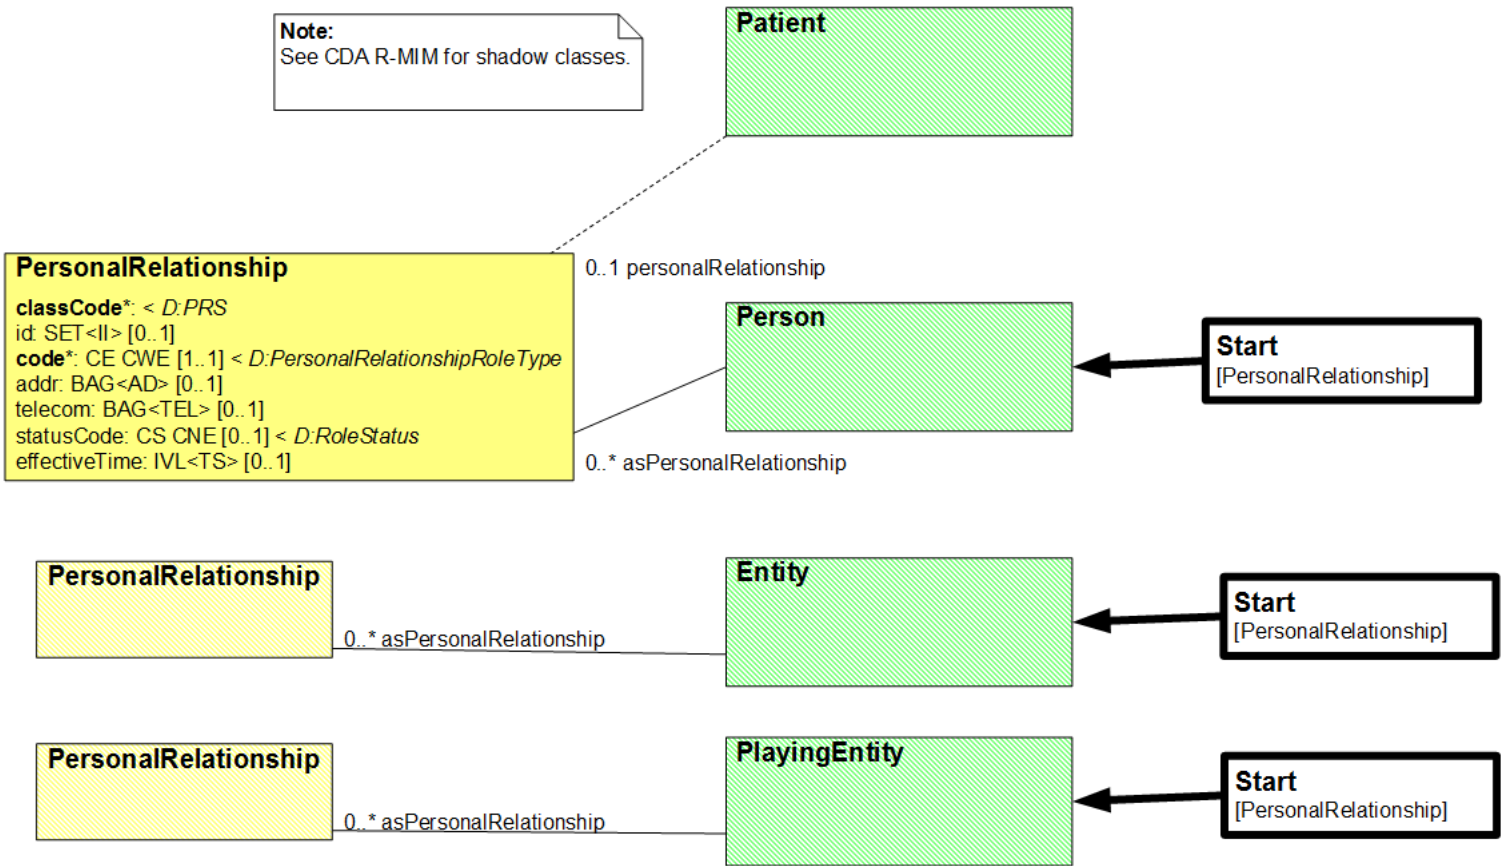 Note:
See CDA R-MIM for shadow classes.
Patient
PersonalRelationship
classCode*: < D:PRS
id: SET<II> [0..1]
code*: CE CWE [1..1] < D:PersonalRelationshipRoleType
addr: BAG<AD> [0..1]
telecom: BAG<TEL> [0..1]
statusCode: CS CNE [0..1] < D:RoleStatus
effectiveTime: IVL<TS> [0..1]
0..1 personalRelationship
Person
0..* asPersonalRelationship
Start
[PersonalRelationship]
PersonalRelationship
0..* asPersonalRelationship
Entity
Start
[PersonalRelationship]
PersonalRelationship
0..* asPersonalRelationship
PlayingEntity
Start
[PersonalRelationship]